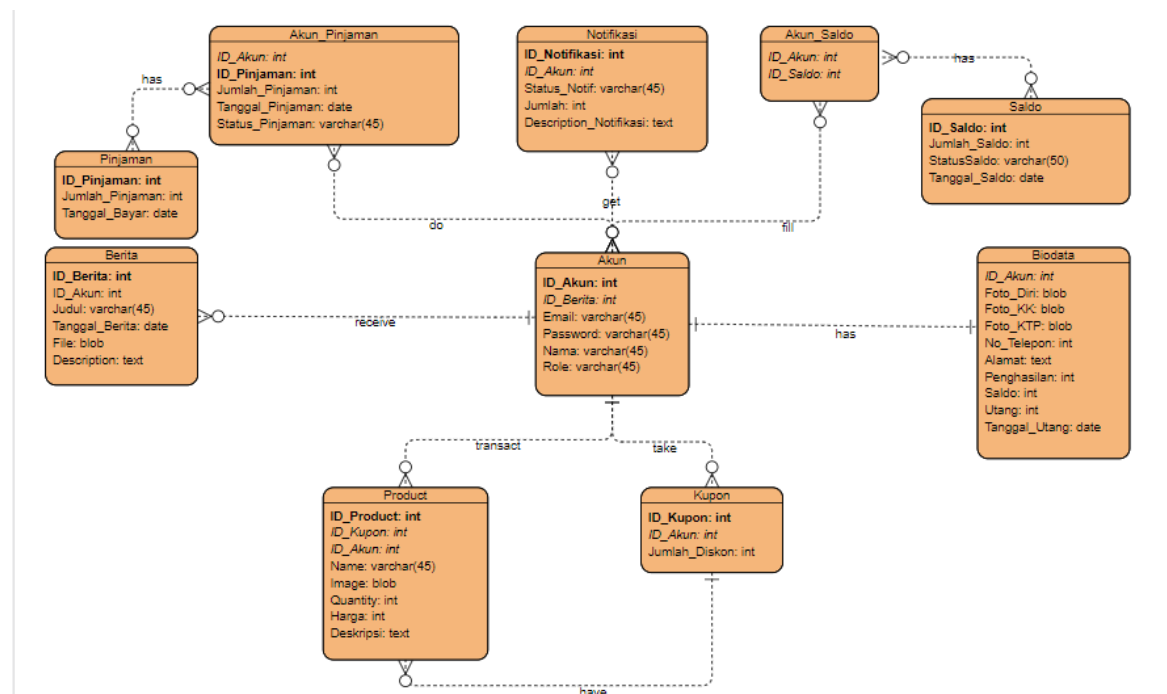 Akun_Pinjaman
ID_Akun: int
ID_Pinjaman: int
Jumlah_Pinjaman: int
Tanggal_Pinjaman: date
Status_Pinjaman: varchar(45)
Notifikasi
ID_Notifikasi: int
ID_Akun: int
Status_Notif: varchar(45)
Jumlah: int
Description_Notifikasi: text
Akun_Saldo
ID_Akun: int
ID_Saldo: int
has
has
Saldo
ID_Saldo: int
Jumlah_Saldo: int
StatusSaldo: varchar(50)
Tanggal_Saldo: date
Pinjaman
ID_Pinjaman: int
Jumlah_Pinjaman: int
Tanggal_Bayar: date
do
get
fill
Berita
ID_Berita: int
ID_Akun: int
Judul: varchar(45)
Tanggal_Berita: date
File: blob
Description: text
receive
Akun
ID_Akun: int
ID_Berita: int
Email: varchar(45)
Password: varchar(45)
Nama: varchar(45)
Role: varchar(45)
has
Biodata
ID_Akun: int
Foto_Diri: blob
Foto_KK: blob
Foto_KTP: blob
No_Telepon: int
Alamat: text
Penghasilan: int
Saldo: int
Utang: int
Tanggal_Utang: date
transact
take
Product
ID_Product: int
ID_Kupon: int
ID_Akun: int
Name: varchar(45)
Image: blob
Quantity: int
Harga: int
Deskripsi: text
Kupon
ID_Kupon: int
ID_Akun: int
Jumlah_Diskon: int
have